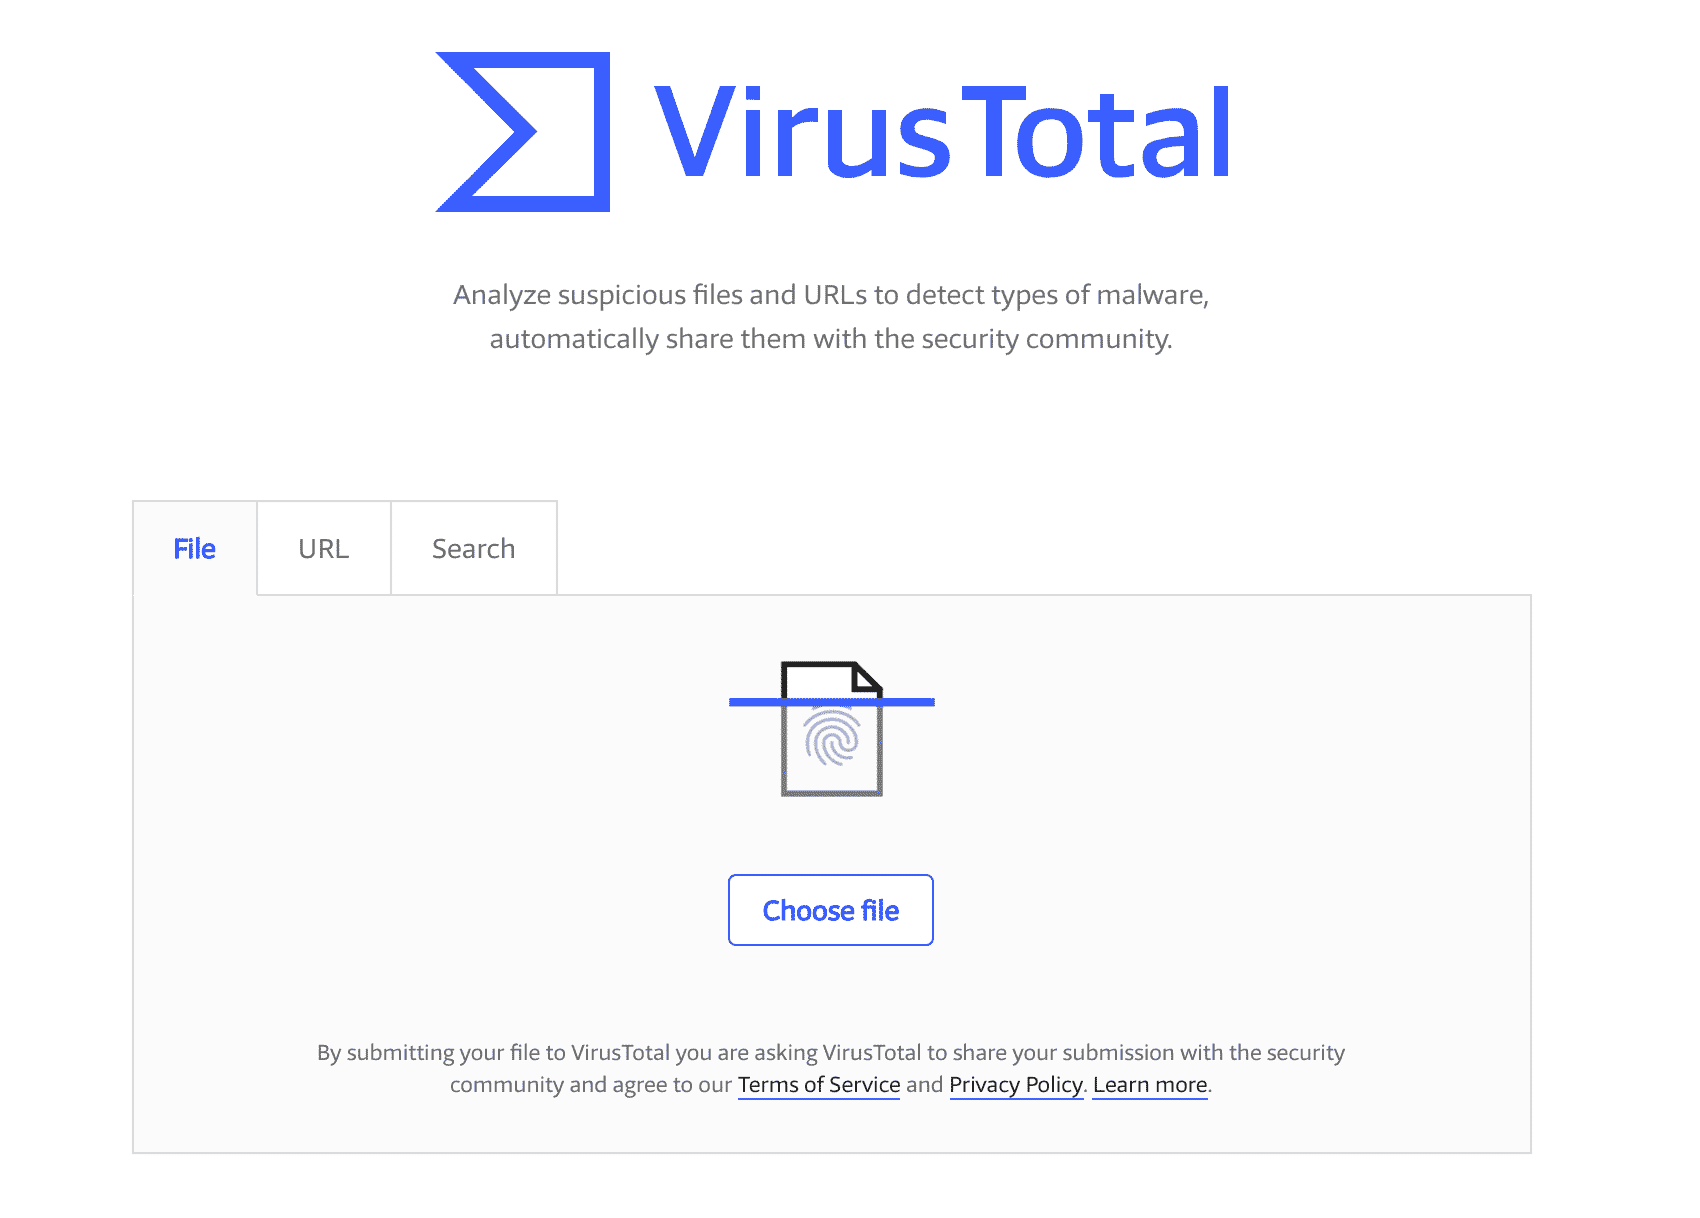 VirusTotal
Analyze suspicious files and URLs to detect types of malware,
automatically share them with the security community.
File
URL
Search
Choose file
By submitting your file to VirusTotal you are asking VirusTotal to share your submission with the security
community and agree to our Terms of Service and Privacy Policy. Learn more.